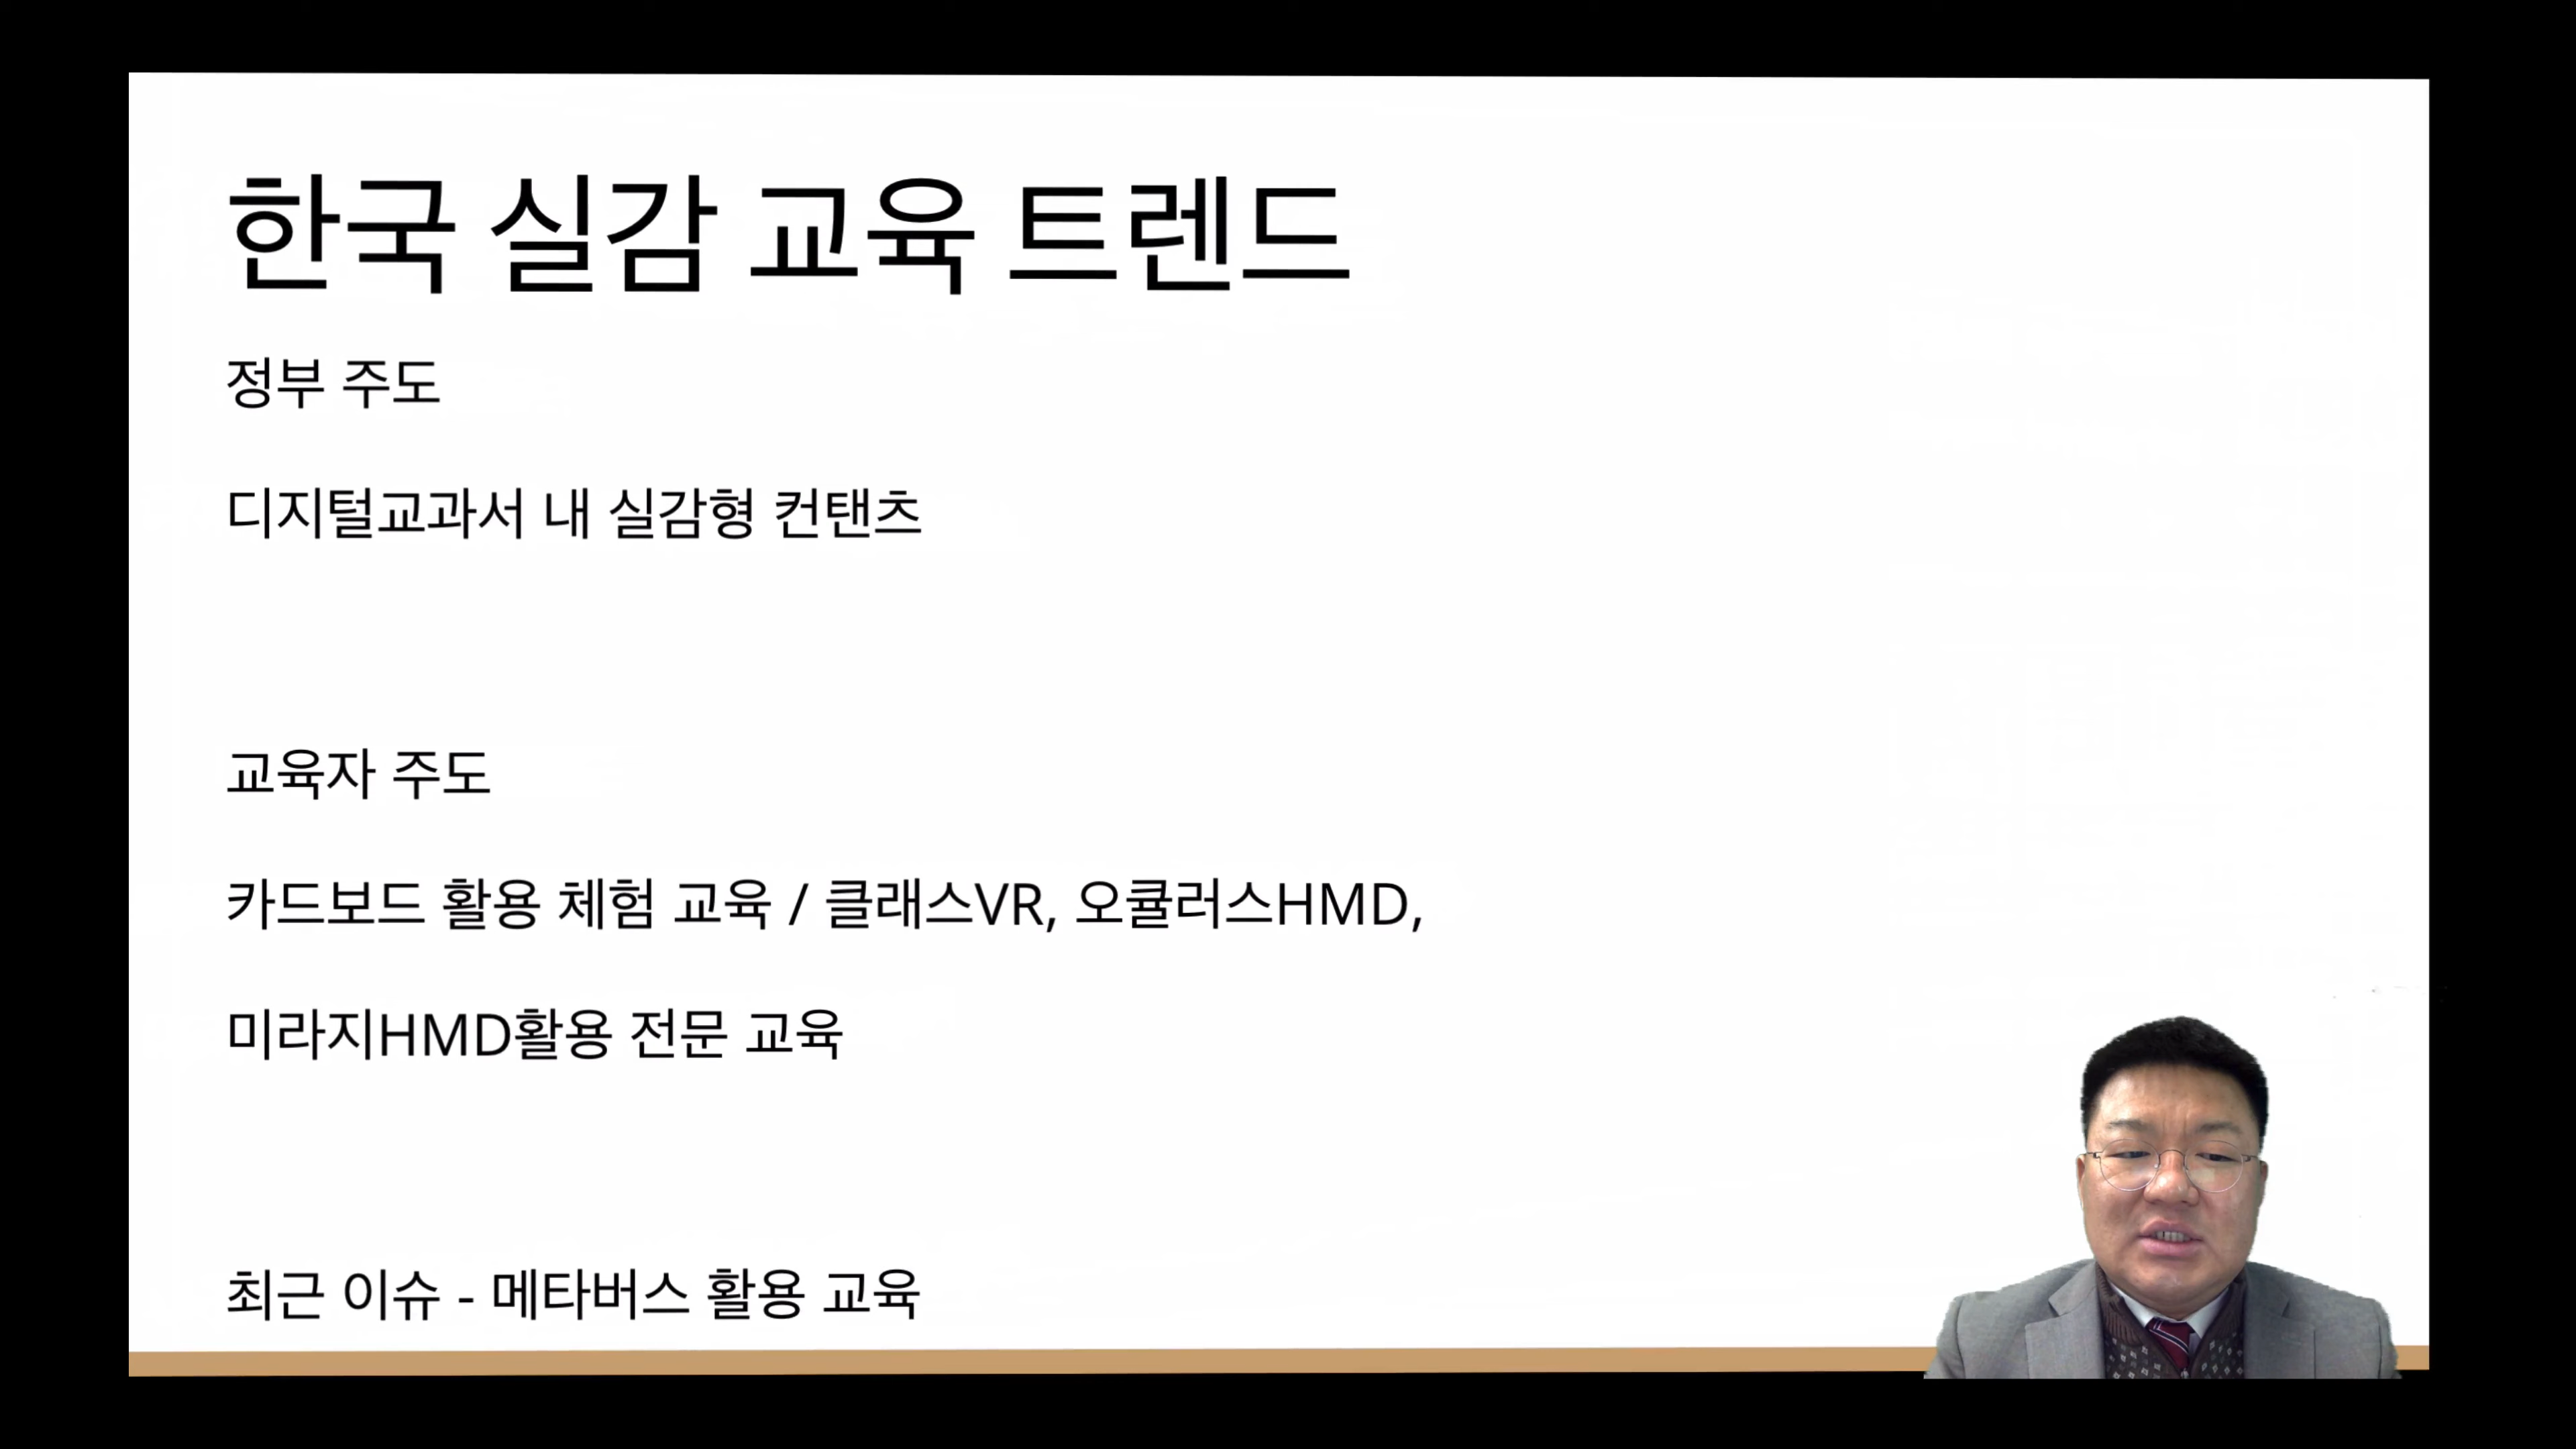 한국 실감 교육 트렌드
정부 주도
디지털교과서 내 실감형 컨탠츠
교육자 주도
카드보드 활용 체험 교육 / 클래스VR, 오큘러스HMD,
미라지HMD활용 전문 교육
최근 이슈 - 메타버스 활용 교육